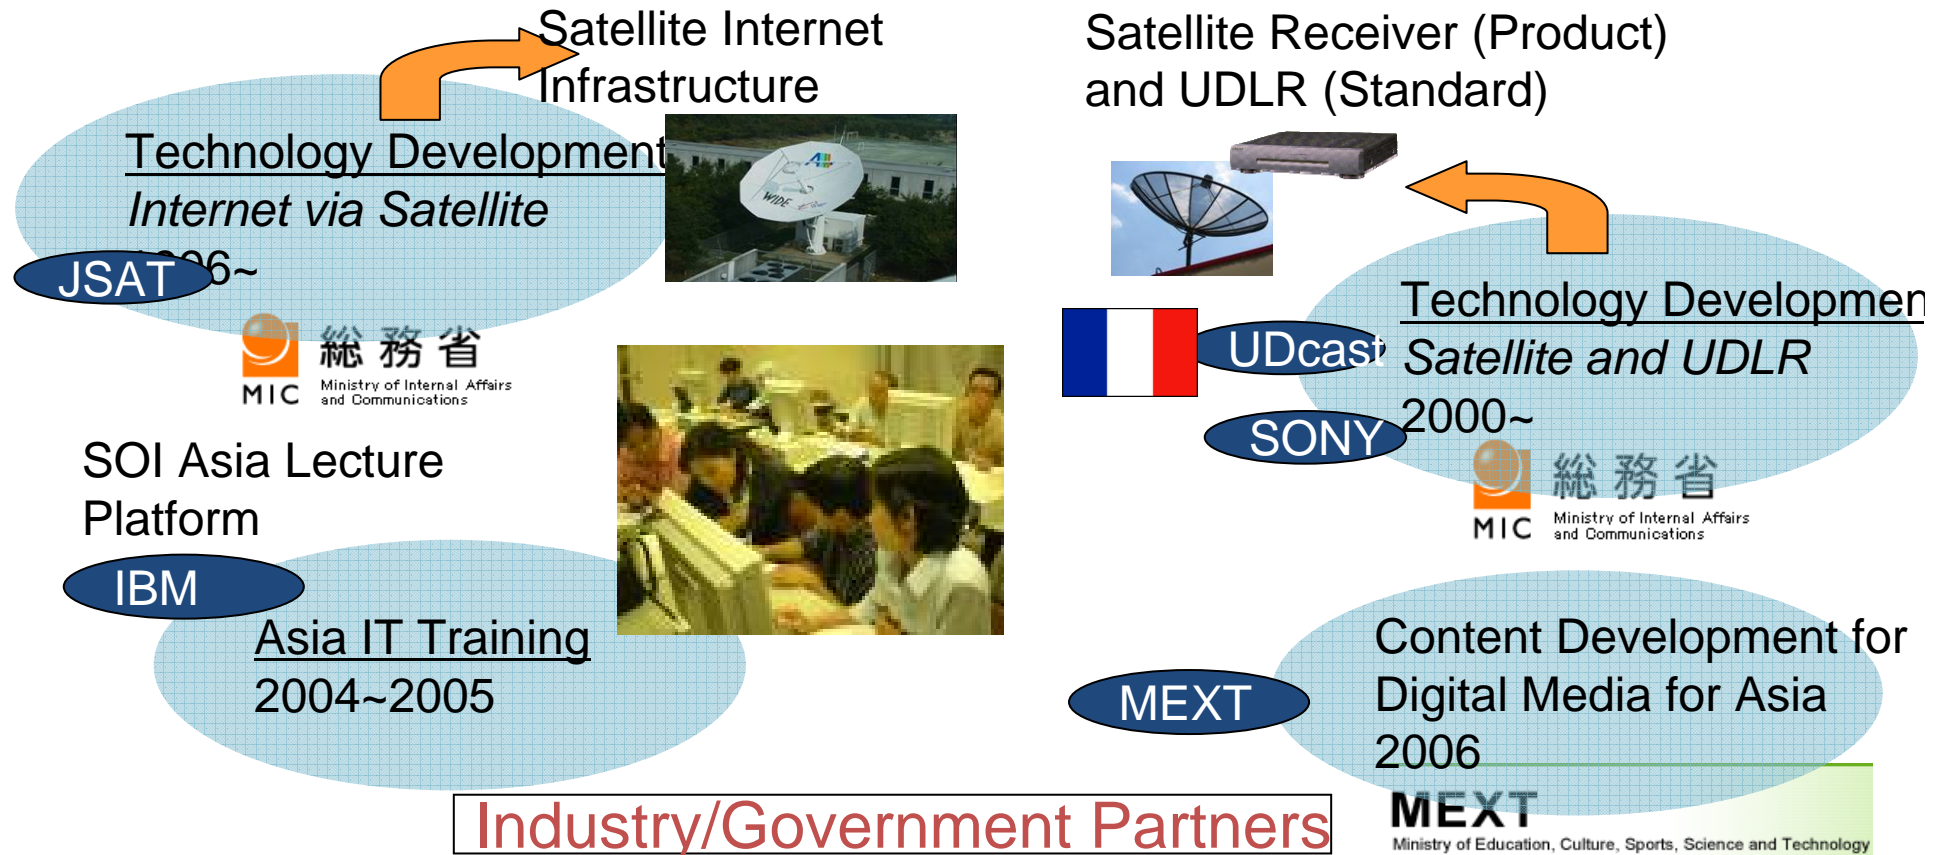 Satellite Internet
Infrastructure
Technology Development
Internet via Satellite
6~
JSAT
総務省
MIC
Ministry of Internal Affairs
and Communications
WIDE
SOI Asia Lecture
Platform
IBM
Asia IT Training
2004~2005
Satellite Receiver (Product)
and UDLR (Standard)
Technology Developmen
Satellite and UDLR
2000~
UDcast
SONY
総務省
MIC
Ministry of Internal Affairs
and Communications
Content Development for
Digital Media for Asia
2006
MEXT
MEXT
Ministry of Education, Culture, Sports, Science and Technology
Industry/Government Partners